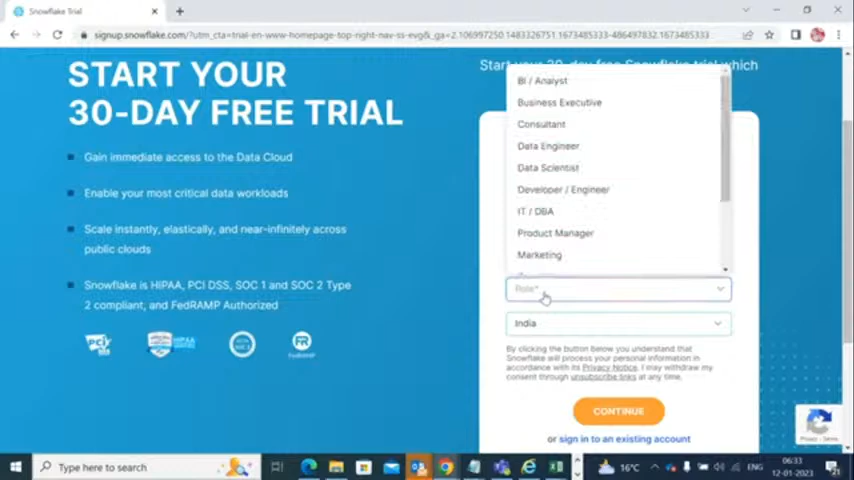 Snowflake Trial
signup.snowflake.com/?utm_cta=trial-en-www-homepage-top-right-nav-ss-evg&_ga=2.106997250.1483326751.1673485333-486497832.1673485333
START YOUR
30-DAY FREE TRIAL
Gain immediate access to the Data Cloud
Enable your most critical data workloads
Scale instantly, elastically, and near-infinitely across
public clouds
Snowflake is HIPAA, PCI DSS, SOC 1 and SOC 2 Type
2 compliant, and FedRAMP Authorized
PCI
HIPAA
FR
FedRAMP
Start your 30-day free Snowflake trial which
BI / Analyst
Business Executive
Consultant
Data Engineer
Data Scientist
Developer / Engineer
IT / DBA
Product Manager
Marketing
Role*
India
By clicking the button below you understand that
Snowflake will process your personal information in
accordance with its Privacy Notice. I may withdraw my
consent through unsubscribe links at any time.
CONTINUE
or sign in to an existing account
Privacy - Terms
Type here to search
16°C
ENG
06:33
12-01-2023
21